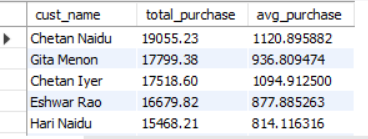 cust_name total_purchase avg_purchase
Chetan Naidu 19055.23 1120.895882
Gita Menon 17799.38 936.809474
Chetan Iyer 17518.60 1094.912500
Eshwar Rao 16679.82 877.885263
Hari Naidu 15468.21 814.116316